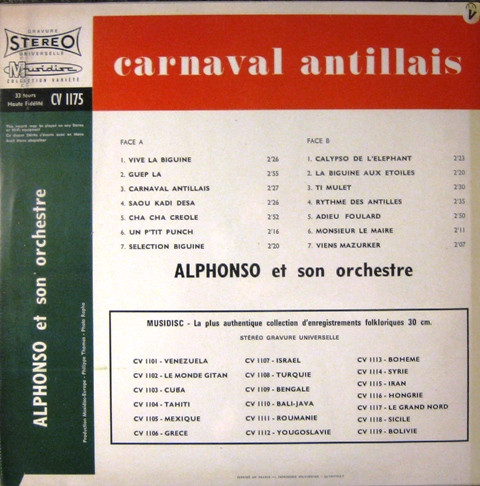 GRAVURE
STEREO
UNIVERSELLE
Musidisc
COLLECTION VARIÉTÉ
33 tours
Haute Fidélité
CV 1175
V
carnaval antillais
FACE A
1. VIVE LA BIGUINE 2'26
2. GUEP LA 2'55
3. CARNAVAL ANTILLAIS 2'27
4. SAOU KADI DESA 2'26
5. CHA CHA CREOLE 2'52
6. UN P'TIT PUNCH 2'16
7. SELECTION BIGUINE 2'20
FACE B
1. CALYPSO DE L'ELEPHANT 2'25
2. LA BIGUINE AUX ETOILES 2'20
3. TI MULET 2'30
4. RYTHME DES ANTILLES 2'35
5. ADIEU FOULARD 2'30
6. MONSIEUR LE MAIRE 2'11
7. VIENS MAZURKER 2'07
ALPHONSO et son orchestre
ALPHONSO et son orchestre
MUSIDISC - La plus authentique collection d'enregistrements folkloriques 30 cm.
STÉRÉO GRAVURE UNIVERSELLE
CV 1101 - VENEZUELA
CV 1102 - LE MONDE GITAN
CV 1103 - CUBA
CV 1104 - TAHITI
CV 1105 - MEXIQUE
CV 1106 - GRECE
CV 1107 - ISRAEL
CV 1108 - TURQUIE
CV 1109 - BENGALE
CV 1110 - BALI-JAVA
CV 1111 - ROUMANIE
CV 1112 - YOUGOSLAVIE
CV 1113 - BOHEME
CV 1114 - SYRIE
CV 1115 - IRAN
CV 1116 - HONGRIE
CV 1117 - LE GRAND NORD
CV 1118 - SICILE
CV 1119 - BOLIVIE